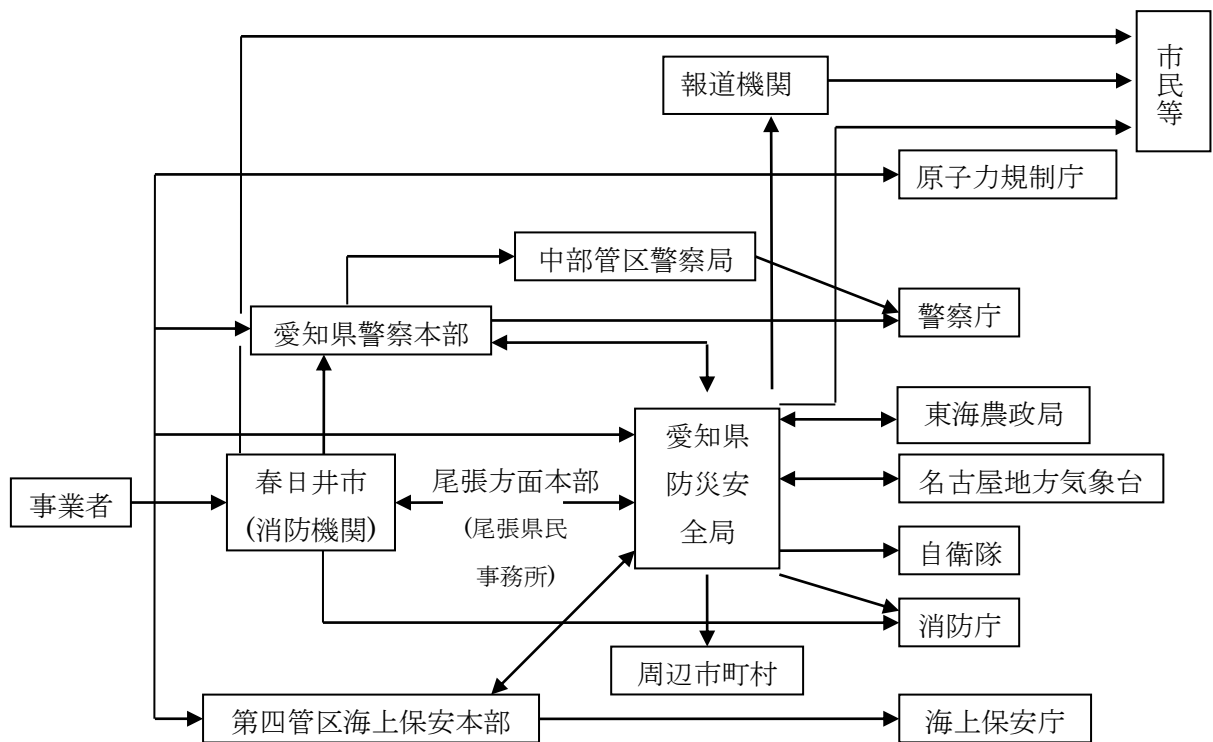 市民等
報道機関
原子力規制庁
中部管区警察局
警察庁
愛知県警察本部
東海農政局
愛知県
防災安
全局
名古屋地方気象台
事業者
春日井市
(消防機関)
尾張方面本部
(尾張県民
事務所)
自衛隊
消防庁
周辺市町村
第四管区海上保安本部
海上保安庁